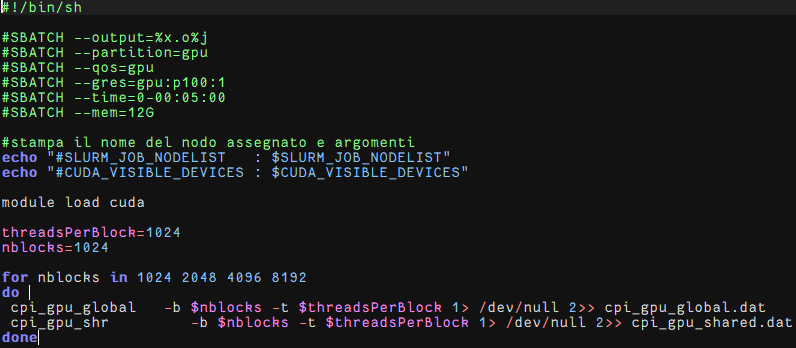 #!/bin/sh
#SBATCH --output=%x.o%j
#SBATCH --partition=gpu
#SBATCH --qos=gpu
#SBATCH --gres=gpu:p100:1
#SBATCH --time=0-00:05:00
#SBATCH --mem=12G
#stampa il nome del nodo assegnato e argomenti
echo "#SLURM_JOB_NODELIST   : $SLURM_JOB_NODELIST"
echo "#CUDA_VISIBLE_DEVICES : $CUDA_VISIBLE_DEVICES"
module load cuda
threadsPerBlock=1024
nblocks=1024
for nblocks in 1024 2048 4096 8192
do
 cpi_gpu_global   -b $nblocks -t $threadsPerBlock 1> /dev/null 2>> cpi_gpu_global.dat
 cpi_gpu_shr         -b $nblocks -t $threadsPerBlock 1> /dev/null 2>> cpi_gpu_shared.dat
done